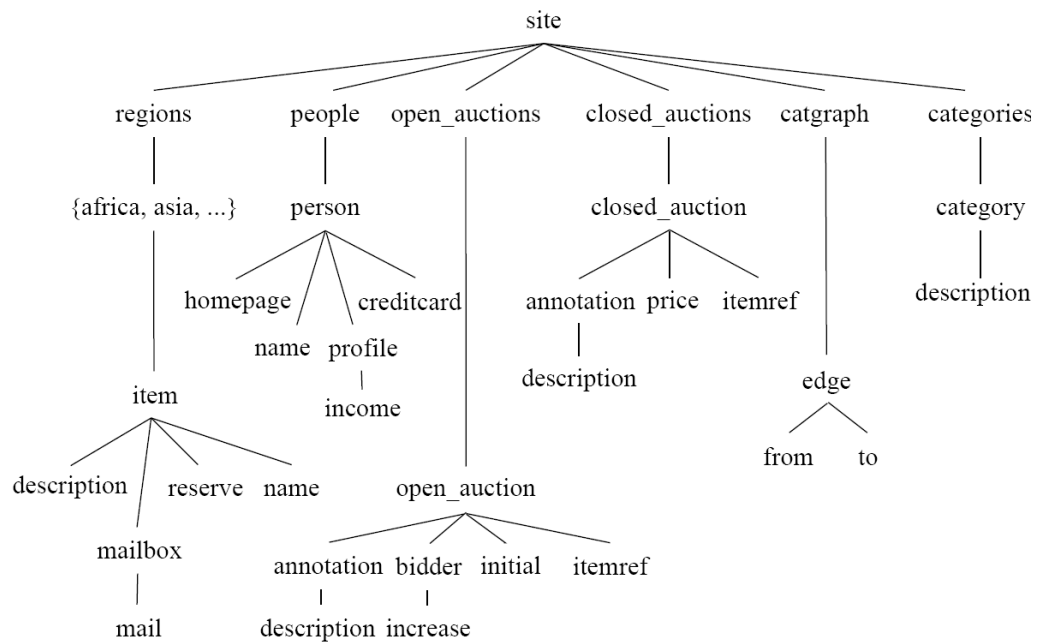 site
regions people open_auctions closed_auctions catgraph categories
{africa, asia, ...} person closed_auction category
homepage creditcard annotation price itemref description
name profile
description edge
item income
from to
description reserve name open_auction
mailbox annotation bidder initial itemref
mail description increase